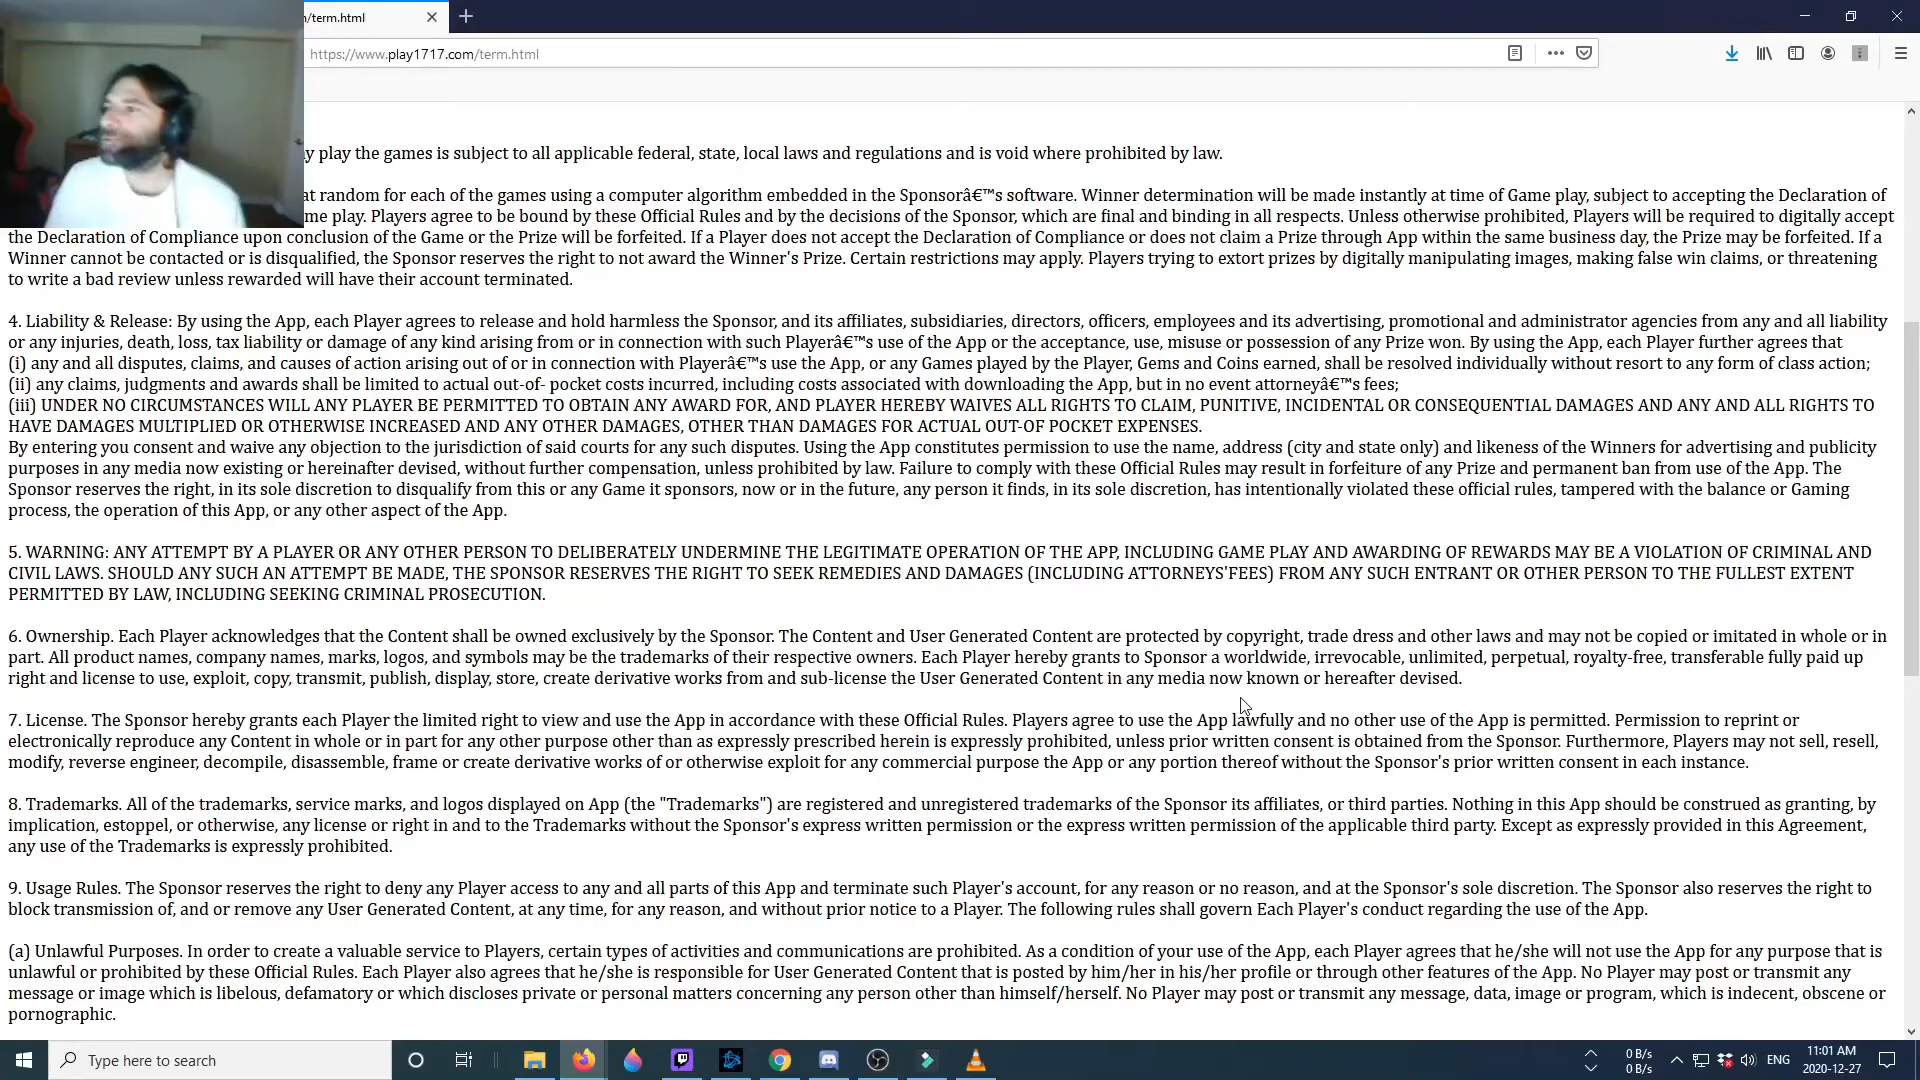 /term.html
https://www.play1717.com/term.html
y play the games is subject to all applicable federal, state, local laws and regulations and is void where prohibited by law.
at random for each of the games using a computer algorithm embedded in the Sponsorâ€™s software. Winner determination will be made instantly at time of Game play, subject to accepting the Declaration of
me play. Players agree to be bound by these Official Rules and by the decisions of the Sponsor, which are final and binding in all respects. Unless otherwise prohibited, Players will be required to digitally accept
the Declaration of Compliance upon conclusion of the Game or the Prize will be forfeited. If a Player does not accept the Declaration of Compliance or does not claim a Prize through App within the same business day, the Prize may be forfeited. If a
Winner cannot be contacted or is disqualified, the Sponsor reserves the right to not award the Winner's Prize. Certain restrictions may apply. Players trying to extort prizes by digitally manipulating images, making false win claims, or threatening
to write a bad review unless rewarded will have their account terminated.
4. Liability & Release: By using the App, each Player agrees to release and hold harmless the Sponsor, and its affiliates, subsidiaries, directors, officers, employees and its advertising, promotional and administrator agencies from any and all liability
or any injuries, death, loss, tax liability or damage of any kind arising from or in connection with such Playerâ€™s use of the App or the acceptance, use, misuse or possession of any Prize won. By using the App, each Player further agrees that
(i) any and all disputes, claims, and causes of action arising out of or in connection with Playerâ€™s use the App, or any Games played by the Player, Gems and Coins earned, shall be resolved individually without resort to any form of class action;
(ii) any claims, judgments and awards shall be limited to actual out-of- pocket costs incurred, including costs associated with downloading the App, but in no event attorneyâ€™s fees;
(iii) UNDER NO CIRCUMSTANCES WILL ANY PLAYER BE PERMITTED TO OBTAIN ANY AWARD FOR, AND PLAYER HEREBY WAIVES ALL RIGHTS TO CLAIM, PUNITIVE, INCIDENTAL OR CONSEQUENTIAL DAMAGES AND ANY AND ALL RIGHTS TO
HAVE DAMAGES MULTIPLIED OR OTHERWISE INCREASED AND ANY OTHER DAMAGES, OTHER THAN DAMAGES FOR ACTUAL OUT-OF POCKET EXPENSES.
By entering you consent and waive any objection to the jurisdiction of said courts for any such disputes. Using the App constitutes permission to use the name, address (city and state only) and likeness of the Winners for advertising and publicity
purposes in any media now existing or hereinafter devised, without further compensation, unless prohibited by law. Failure to comply with these Official Rules may result in forfeiture of any Prize and permanent ban from use of the App. The
Sponsor reserves the right, in its sole discretion to disqualify from this or any Game it sponsors, now or in the future, any person it finds, in its sole discretion, has intentionally violated these official rules, tampered with the balance or Gaming
process, the operation of this App, or any other aspect of the App.
5. WARNING: ANY ATTEMPT BY A PLAYER OR ANY OTHER PERSON TO DELIBERATELY UNDERMINE THE LEGITIMATE OPERATION OF THE APP, INCLUDING GAME PLAY AND AWARDING OF REWARDS MAY BE A VIOLATION OF CRIMINAL AND
CIVIL LAWS. SHOULD ANY SUCH AN ATTEMPT BE MADE, THE SPONSOR RESERVES THE RIGHT TO SEEK REMEDIES AND DAMAGES (INCLUDING ATTORNEYS'FEES) FROM ANY SUCH ENTRANT OR OTHER PERSON TO THE FULLEST EXTENT
PERMITTED BY LAW, INCLUDING SEEKING CRIMINAL PROSECUTION.
6. Ownership. Each Player acknowledges that the Content shall be owned exclusively by the Sponsor. The Content and User Generated Content are protected by copyright, trade dress and other laws and may not be copied or imitated in whole or in
part. All product names, company names, marks, logos, and symbols may be the trademarks of their respective owners. Each Player hereby grants to Sponsor a worldwide, irrevocable, unlimited, perpetual, royalty-free, transferable fully paid up
right and license to use, exploit, copy, transmit, publish, display, store, create derivative works from and sub-license the User Generated Content in any media now known or hereafter devised.
7. License. The Sponsor hereby grants each Player the limited right to view and use the App in accordance with these Official Rules. Players agree to use the App lawfully and no other use of the App is permitted. Permission to reprint or
electronically reproduce any Content in whole or in part for any other purpose other than as expressly prescribed herein is expressly prohibited, unless prior written consent is obtained from the Sponsor. Furthermore, Players may not sell, resell,
modify, reverse engineer, decompile, disassemble, frame or create derivative works of or otherwise exploit for any commercial purpose the App or any portion thereof without the Sponsor's prior written consent in each instance.
8. Trademarks. All of the trademarks, service marks, and logos displayed on App (the "Trademarks") are registered and unregistered trademarks of the Sponsor its affiliates, or third parties. Nothing in this App should be construed as granting, by
implication, estoppel, or otherwise, any license or right in and to the Trademarks without the Sponsor's express written permission or the express written permission of the applicable third party. Except as expressly provided in this Agreement,
any use of the Trademarks is expressly prohibited.
9. Usage Rules. The Sponsor reserves the right to deny any Player access to any and all parts of this App and terminate such Player's account, for any reason or no reason, and at the Sponsor's sole discretion. The Sponsor also reserves the right to
block transmission of, and or remove any User Generated Content, at any time, for any reason, and without prior notice to a Player. The following rules shall govern Each Player's conduct regarding the use of the App.
(a) Unlawful Purposes. In order to create a valuable service to Players, certain types of activities and communications are prohibited. As a condition of your use of the App, each Player agrees that he/she will not use the App for any purpose that is
unlawful or prohibited by these Official Rules. Each Player also agrees that he/she is responsible for User Generated Content that is posted by him/her in his/her profile or through other features of the App. No Player may post or transmit any
message or image which is libelous, defamatory or which discloses private or personal matters concerning any person other than himself/herself. No Player may post or transmit any message, data, image or program, which is indecent, obscene or
pornographic.
Type here to search
0 B/s
0 B/s
ENG
11:01 AM
2020-12-27